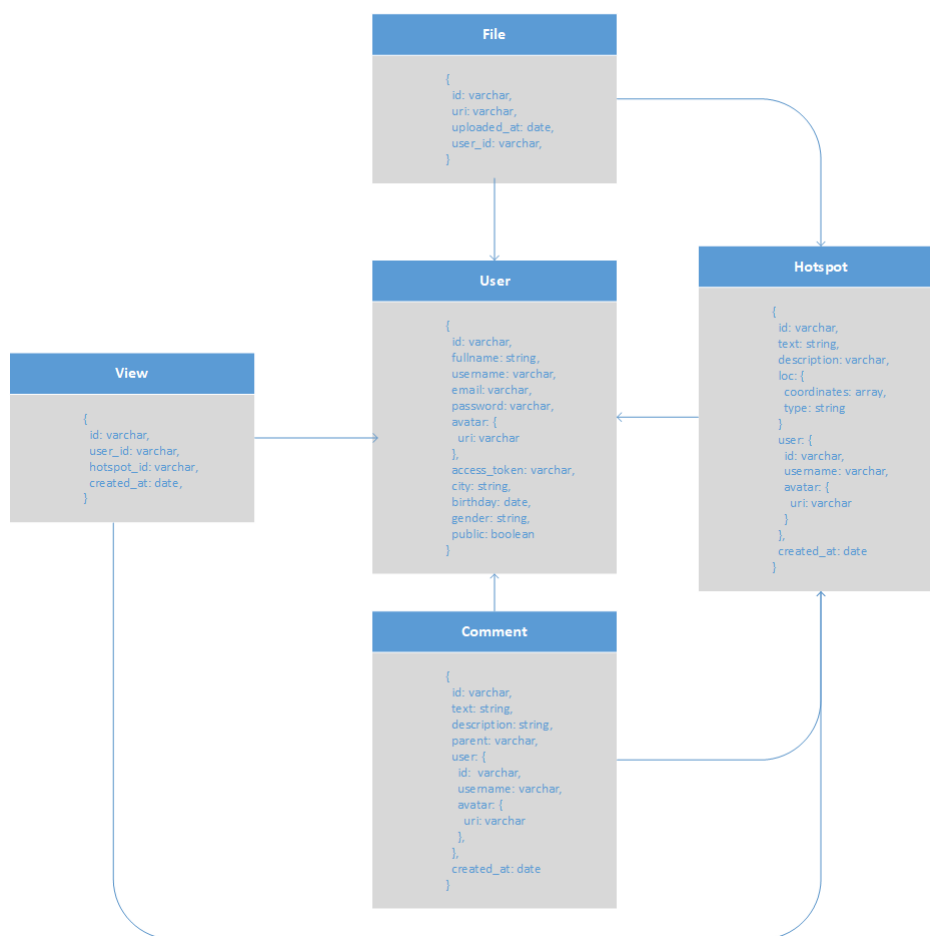 File
{
id: varchar,
uri: varchar,
uploaded_at: date,
user_id: varchar,
}
User
{
id: varchar,
fullname: string,
username: varchar,
email: varchar,
password: varchar,
avatar: {
uri: varchar
},
access_token: varchar,
city: string,
birthday: date,
gender: string,
public: boolean
}
Hotspot
{
id: varchar,
text: string,
description: varchar,
loc: {
coordinates: array,
type: string
}
user: {
id: varchar,
username: varchar,
avatar: {
uri: varchar
}
},
created_at: date
}
View
{
id: varchar,
user_id: varchar,
hotspot_id: varchar,
created_at: date,
}
Comment
{
id: varchar,
text: string,
description: string,
parent: varchar,
user: {
id: varchar,
username: varchar,
avatar: {
uri: varchar
},
},
created_at: date
}